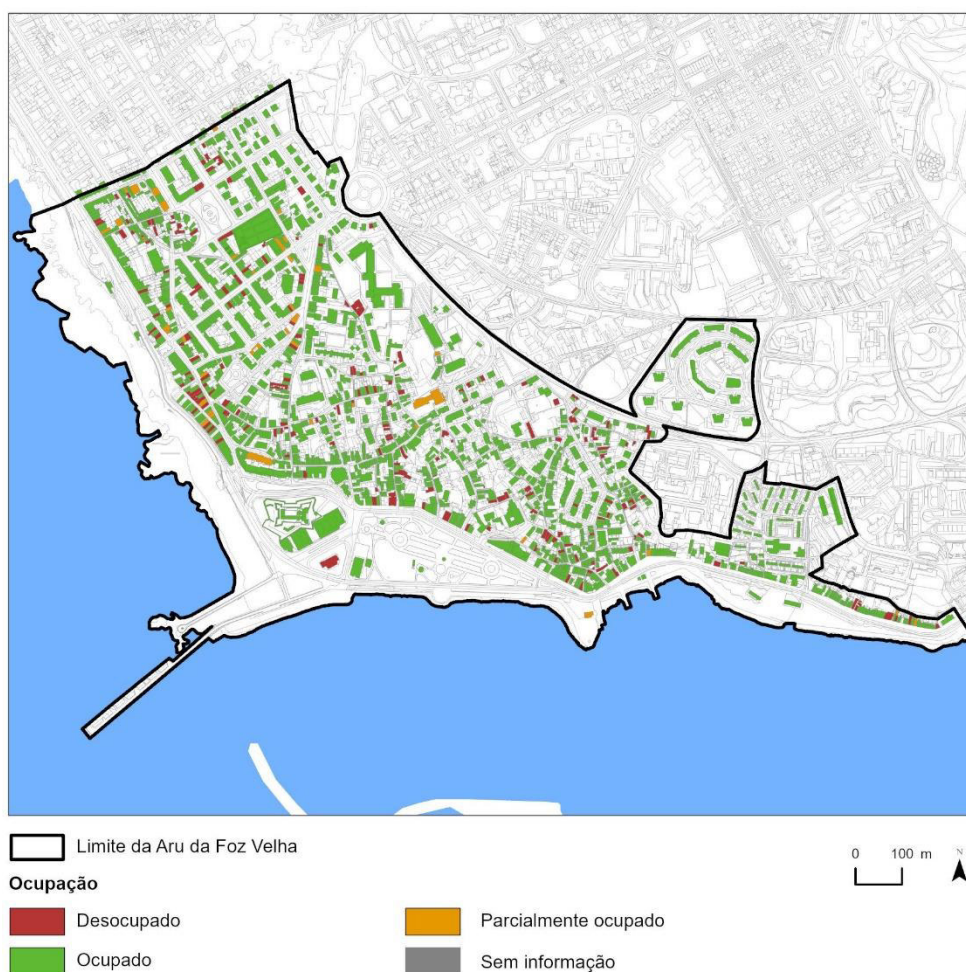 Limite da Aru da Foz Velha
0 100 m
N
Ocupação
Desocupado
Parcialmente ocupado
Ocupado
Sem informação